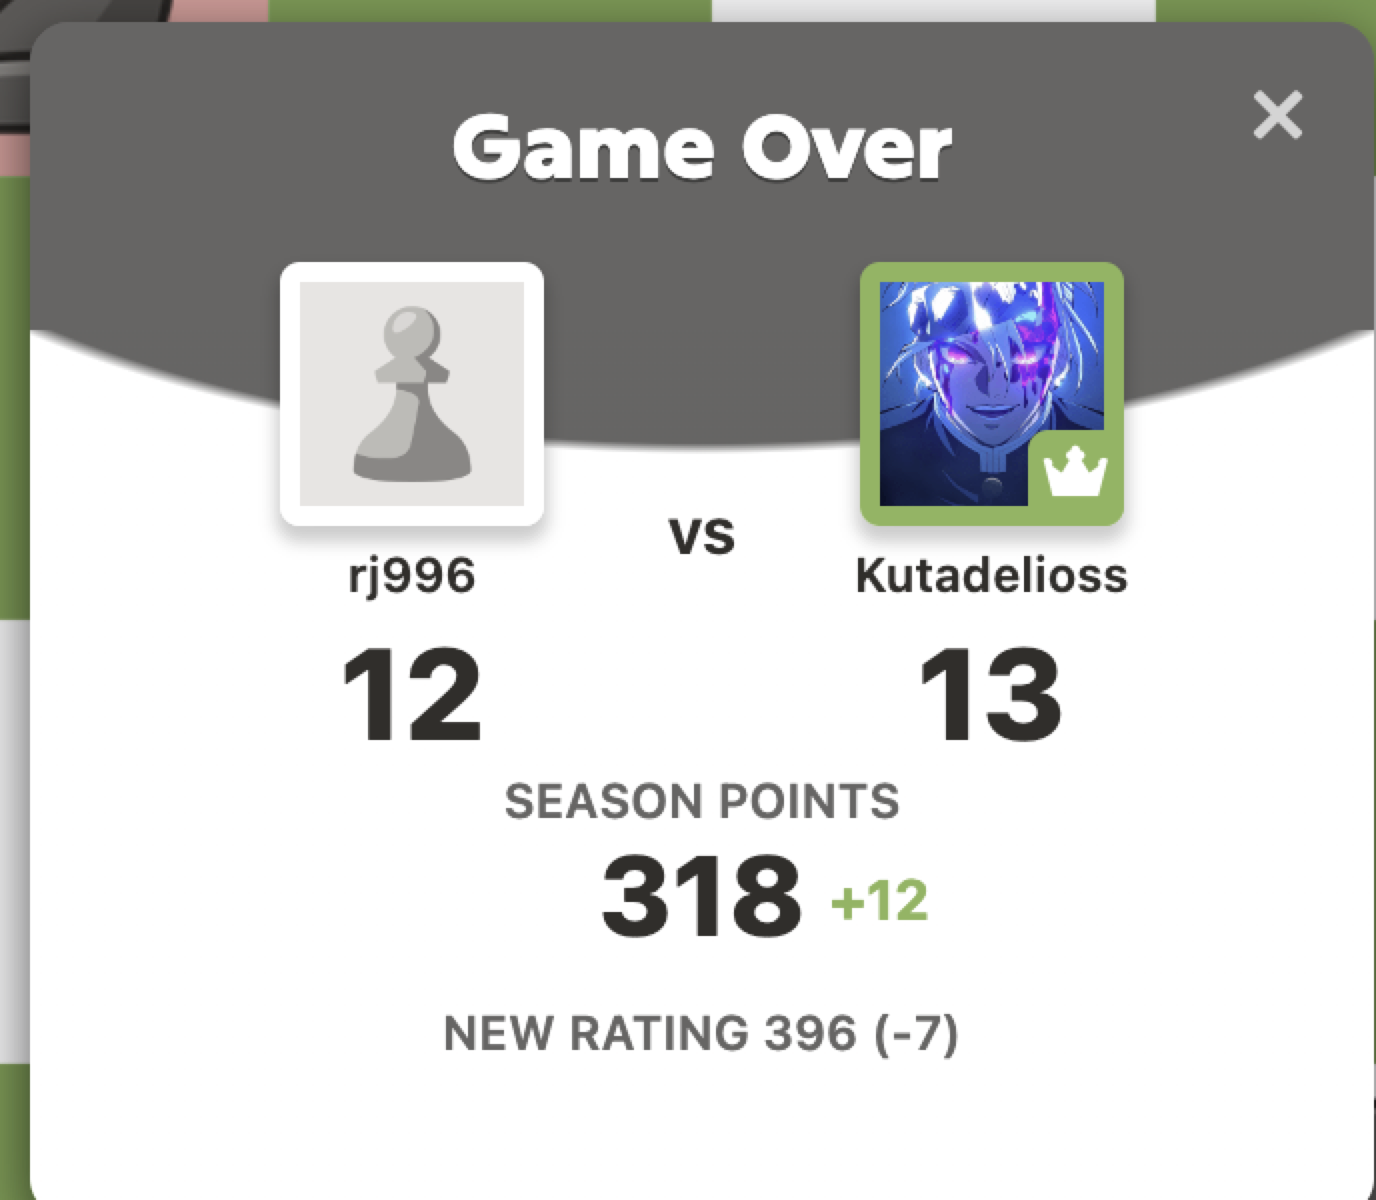 Game Over
vs
rj996
Kutadelioss
12
13
SEASON POINTS
318 +12
NEW RATING 396 (-7)